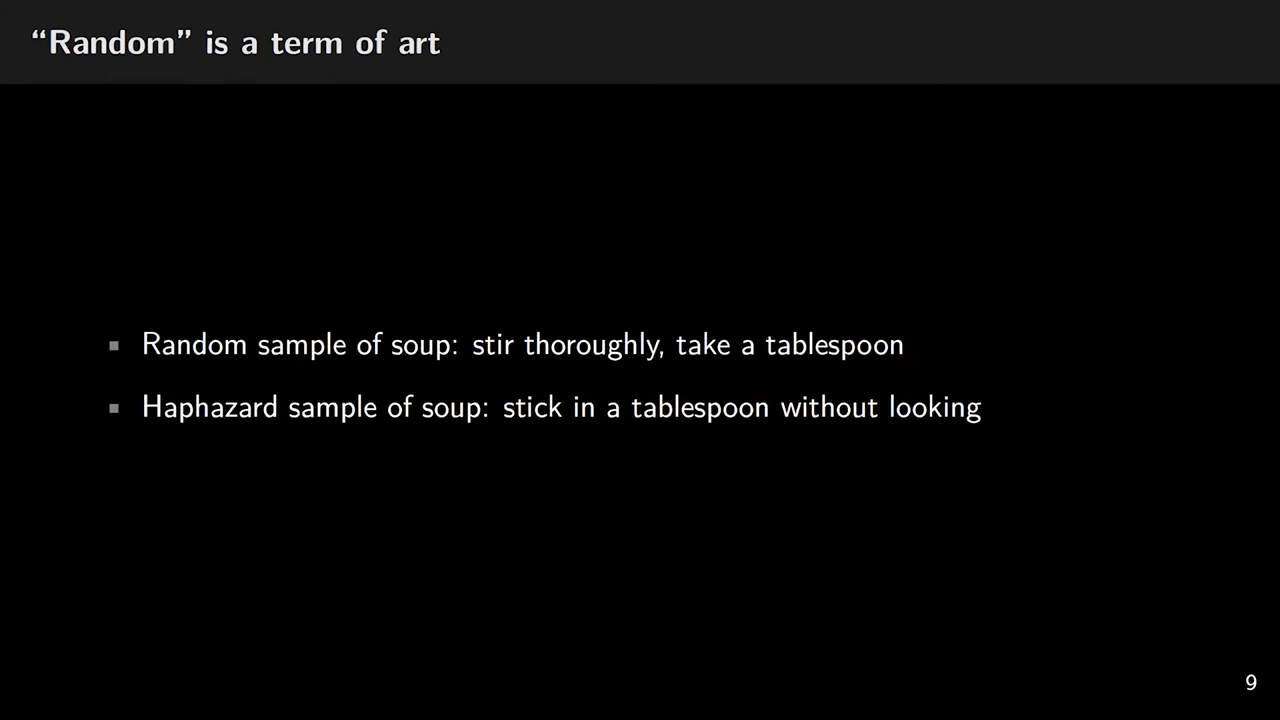 “Random” is a term of art
▪ Random sample of soup: stir thoroughly, take a tablespoon
▪ Haphazard sample of soup: stick in a tablespoon without looking
9